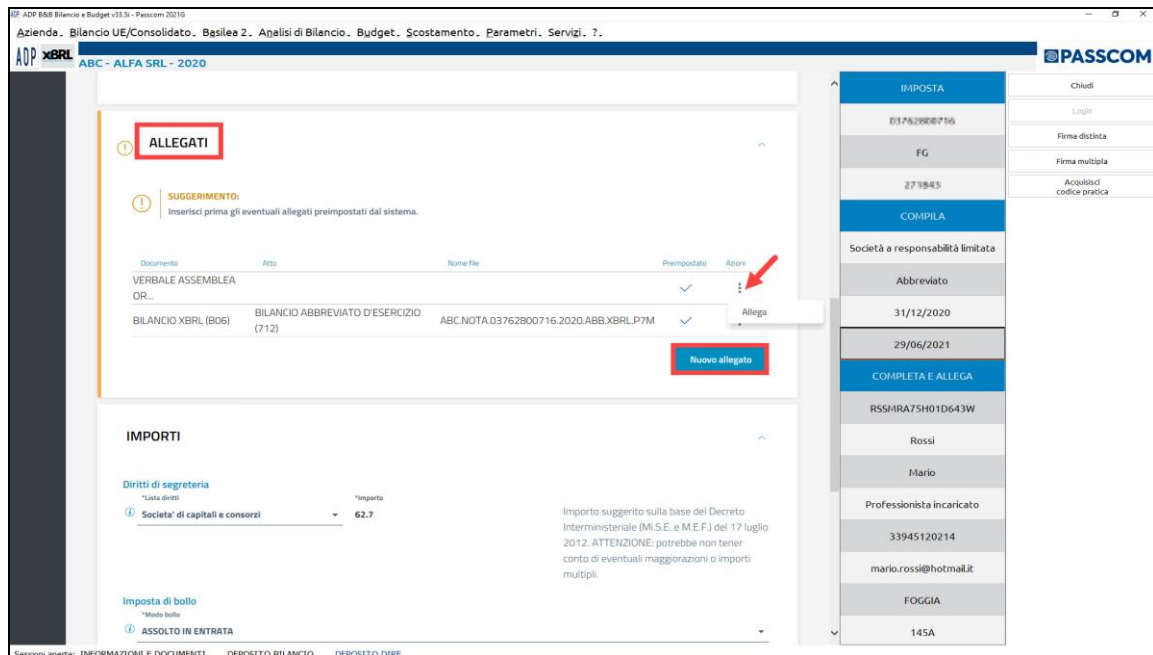 ADP B&B Bilancio e Budget v33.5i - Passcom 2021G
Azienda. Bilancio UE/Consolidato. Basilea 2. Analisi di Bilancio. Budget. Scostamento. Parametri. Servizi. ?.
ADP XBRL
ABC - ALFA SRL - 2020
PASSCOM
ALLEGATI
SUGGERIMENTO:
Inserisci prima gli eventuali allegati preimpostati dal sistema.
Documento Atto Nome file Preimpostato Azioni
VERBALE ASSEMBLEA
OR...
Allega
BILANCIO XBRL (B06) BILANCIO ABBREVIATO D'ESERCIZIO
(712)
ABC.NOTA.03762800716.2020.ABB.XBRL.P7M
Nuovo allegato
IMPORTI
Diritti di segreteria
*Lista diritti *Importo
Societa' di capitali e consorzi 62.7
Importo suggerito sulla base del Decreto
Interministeriale (Mi.S.E. e M.E.F.) del 17 luglio
2012. ATTENZIONE: potrebbe non tener
conto di eventuali maggiorazioni o importi
multipli.
Imposta di bollo
*Modo bollo
ASSOLTO IN ENTRATA
IMPOSTA
03762800716
FG
271843
COMPILA
Società a responsabilità limitata
Abbreviato
31/12/2020
29/06/2021
COMPLETA E ALLEGA
RSSMRA75H01D643W
Rossi
Mario
Professionista incaricato
33945120214
mario.rossi@hotmail.it
FOGGIA
145A
Chiudi
Login
Firma distinta
Firma multipla
Acquisisci
codice pratica
Sessioni aperte: INFORMAZIONI E DOCUMENTI DEPOSITO BILANCIO DEPOSITO DIRE